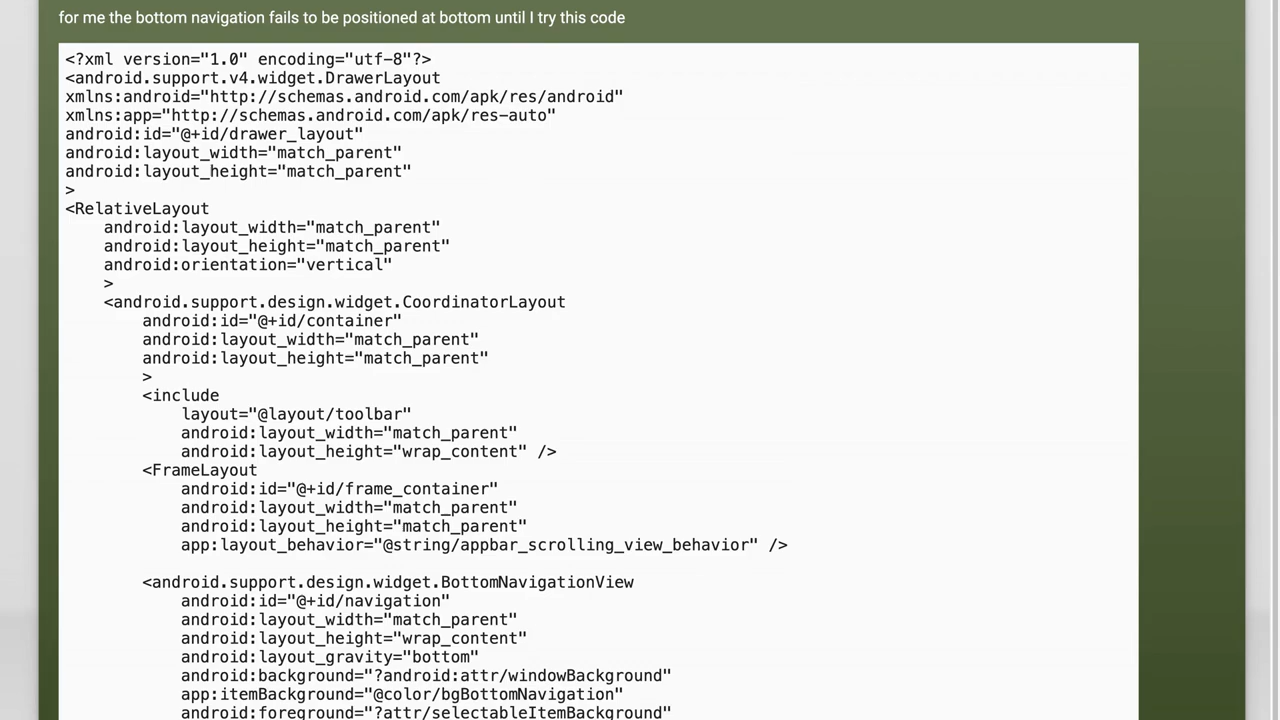 for me the bottom navigation fails to be positioned at bottom until I try this code
<?xml version="1.0" encoding="utf-8"?>
<android.support.v4.widget.DrawerLayout
xmlns:android="http://schemas.android.com/apk/res/android"
xmlns:app="http://schemas.android.com/apk/res-auto"
android:id="@+id/drawer_layout"
android:layout_width="match_parent"
android:layout_height="match_parent"
>
<RelativeLayout
    android:layout_width="match_parent"
    android:layout_height="match_parent"
    android:orientation="vertical"
    >
    <android.support.design.widget.CoordinatorLayout
        android:id="@+id/container"
        android:layout_width="match_parent"
        android:layout_height="match_parent"
        >
        <include
            layout="@layout/toolbar"
            android:layout_width="match_parent"
            android:layout_height="wrap_content" />
        <FrameLayout
            android:id="@+id/frame_container"
            android:layout_width="match_parent"
            android:layout_height="match_parent"
            app:layout_behavior="@string/appbar_scrolling_view_behavior" />

        <android.support.design.widget.BottomNavigationView
            android:id="@+id/navigation"
            android:layout_width="match_parent"
            android:layout_height="wrap_content"
            android:layout_gravity="bottom"
            android:background="?android:attr/windowBackground"
            app:itemBackground="@color/bgBottomNavigation"
            android:foreground="?attr/selectableItemBackground"